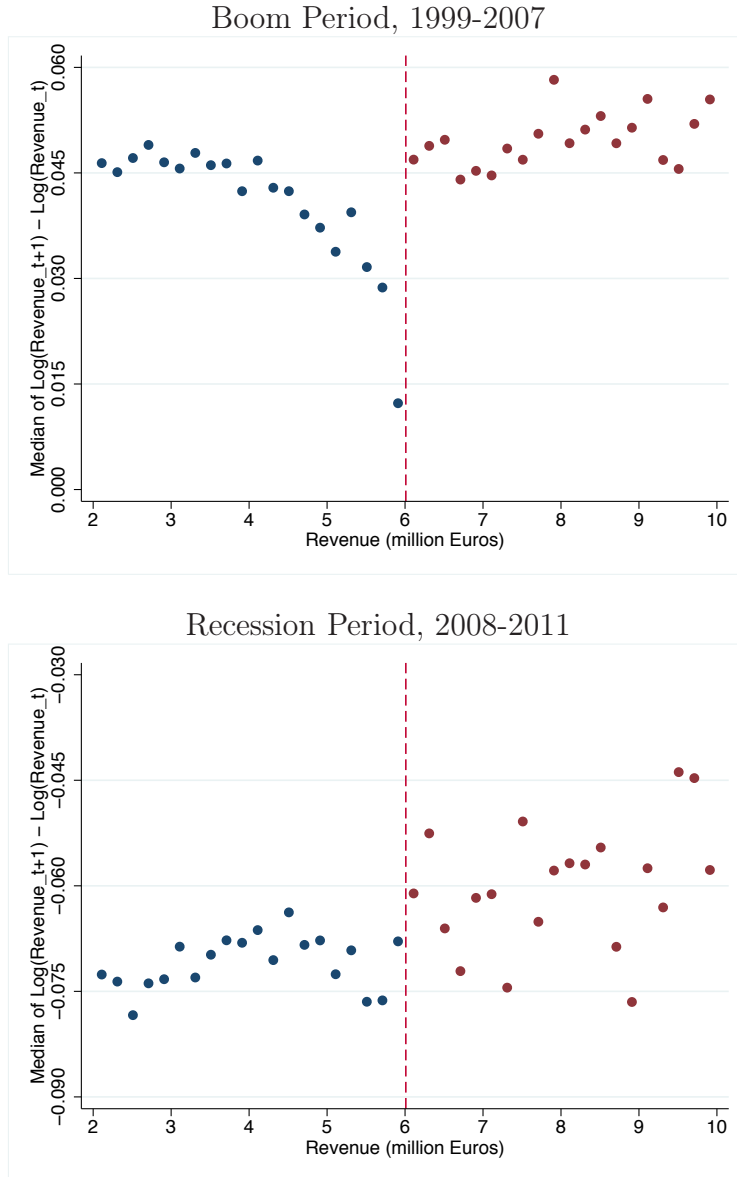 Boom Period, 1999-2007
Median of Log(Revenue_t+1) − Log(Revenue_t)
0.060
0.045
0.030
0.015
0.000
2 3 4 5 6 7 8 9 10
Revenue (million Euros)
Recession Period, 2008-2011
Median of Log(Revenue_t+1) − Log(Revenue_t)
−0.030
−0.045
−0.060
−0.075
−0.090
2 3 4 5 6 7 8 9 10
Revenue (million Euros)